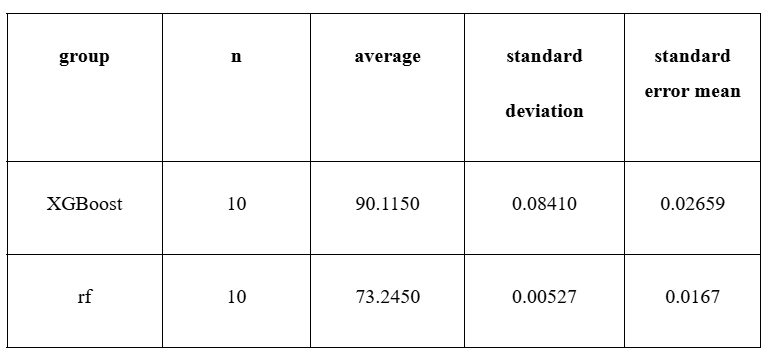 group n average standard deviation standard error mean
XGBoost 10 90.1150 0.08410 0.02659
rf 10 73.2450 0.00527 0.0167